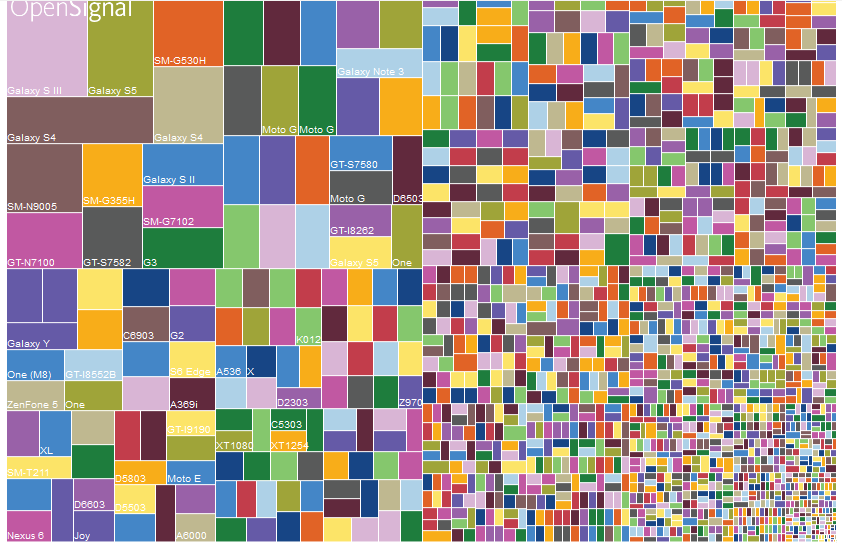 OpenSignal
SM-G530H
Galaxy S III
Galaxy S5
Galaxy Note 3
Galaxy S4
Galaxy S4
Moto G
Moto G
GT-S7580
Galaxy S II
SM-N9005
SM-G355H
Moto G
D6503
SM-G7102
GT-I8262
GT-N7100
GT-S7582
G3
Galaxy S5
One
Galaxy Y
C6903
G2
K012
One (M8)
GT-I8552B
S6 Edge
A536
X
ZenFone 5
One
A369i
D2303
Z970
GT-I9190
C5303
XL
XT1080
XT1254
SM-T211
D5803
Moto E
D6603
D5503
Nexus 6
Joy
A6000